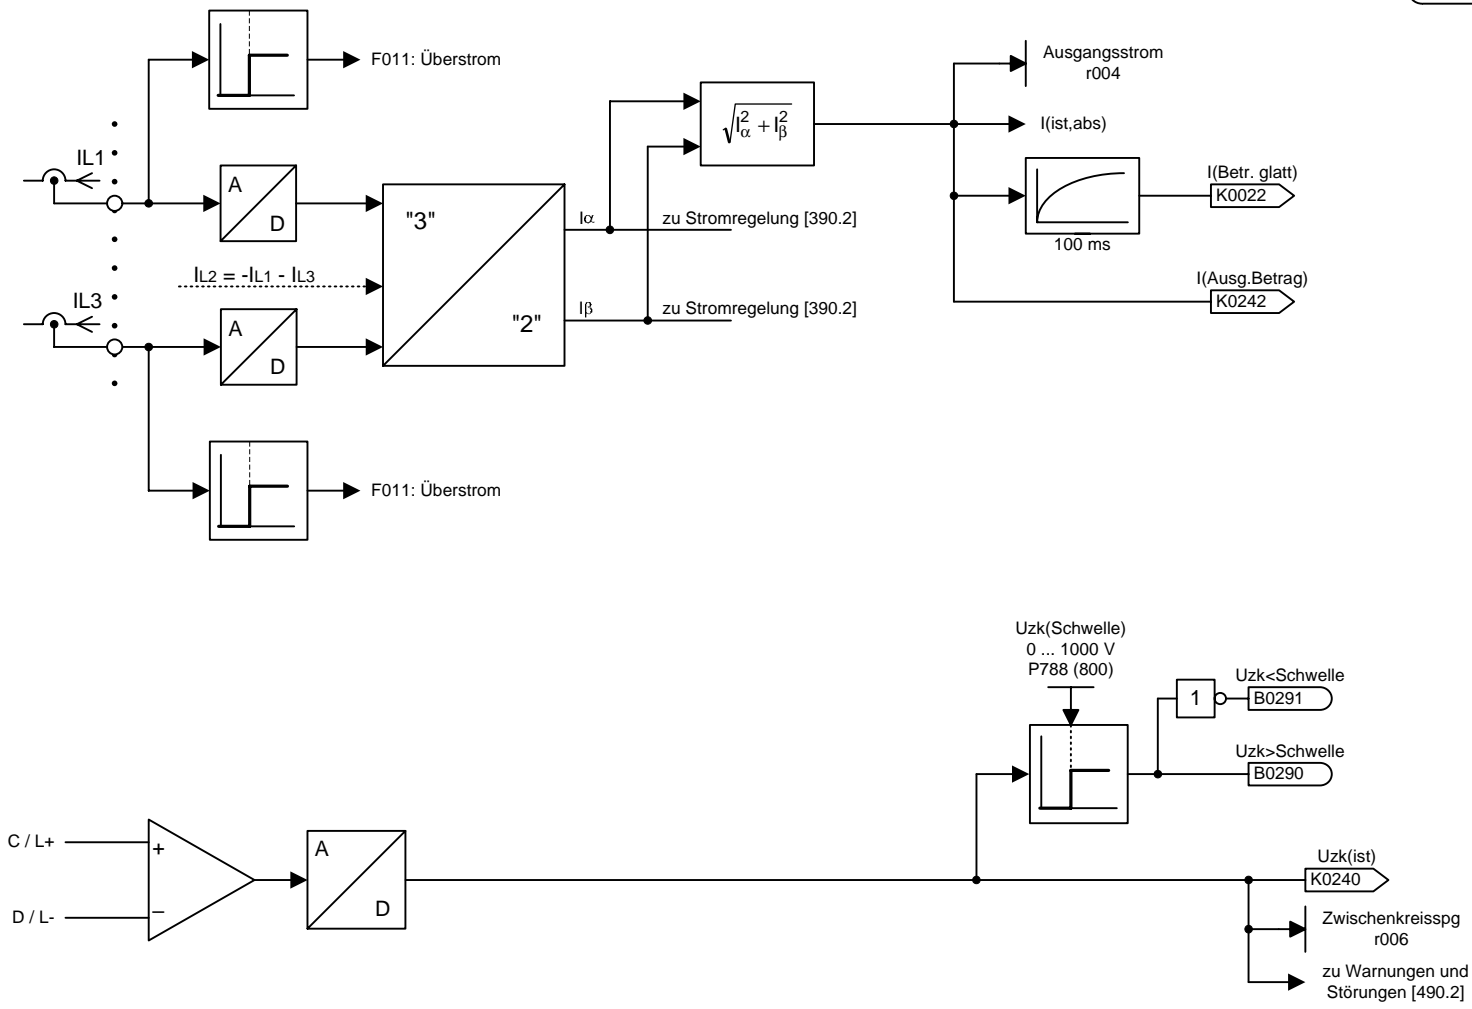 F011: Überstrom
Ausgangsstrom
r004
√I²α + I²β
I(ist,abs)
IL1
A
D
"3"
Iα
zu Stromregelung [390.2]
I(Betr. glatt)
K0022
100 ms
IL2 = -IL1 - IL3
I(Ausg.Betrag)
K0242
IL3
A
D
"2"
Iβ
zu Stromregelung [390.2]
F011: Überstrom
Uzk(Schwelle)
0 ... 1000 V
P788 (800)
Uzk<Schwelle
1
B0291
Uzk>Schwelle
B0290
C / L+
+
A
D
Uzk(ist)
K0240
D / L-
–
Zwischenkreisspg
r006
zu Warnungen und
Störungen [490.2]